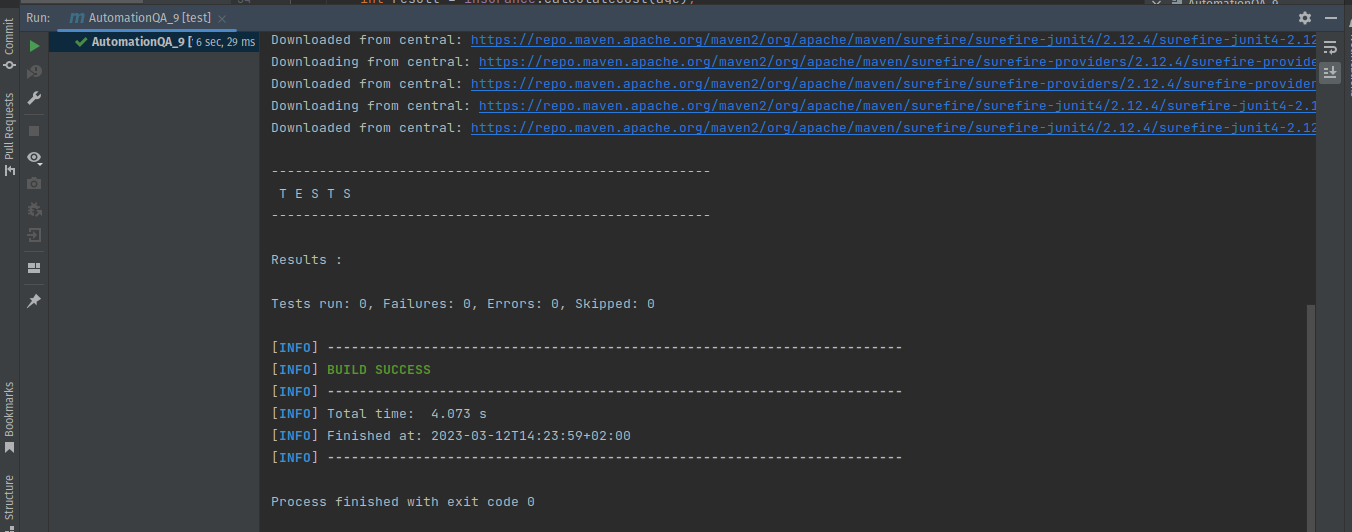 int result = insurance.calculateCost(age);
AutomationQA_9
Run: AutomationQA_9 [test]
AutomationQA_9 [ 6 sec, 29 ms
Commit
Pull Requests
Bookmarks
Structure
Downloaded from central: https://repo.maven.apache.org/maven2/org/apache/maven/surefire/surefire-junit4/2.12.4/surefire-junit4-2.12
Downloading from central: https://repo.maven.apache.org/maven2/org/apache/maven/surefire/surefire-providers/2.12.4/surefire-provide
Downloaded from central: https://repo.maven.apache.org/maven2/org/apache/maven/surefire/surefire-providers/2.12.4/surefire-provider
Downloading from central: https://repo.maven.apache.org/maven2/org/apache/maven/surefire/surefire-junit4/2.12.4/surefire-junit4-2.1
Downloaded from central: https://repo.maven.apache.org/maven2/org/apache/maven/surefire/surefire-junit4/2.12.4/surefire-junit4-2.12
-------------------------------------------------------
T E S T S
-------------------------------------------------------
Results :
Tests run: 0, Failures: 0, Errors: 0, Skipped: 0
[INFO] ------------------------------------------------------------------------
[INFO] BUILD SUCCESS
[INFO] ------------------------------------------------------------------------
[INFO] Total time:  4.073 s
[INFO] Finished at: 2023-03-12T14:23:59+02:00
[INFO] ------------------------------------------------------------------------
Process finished with exit code 0